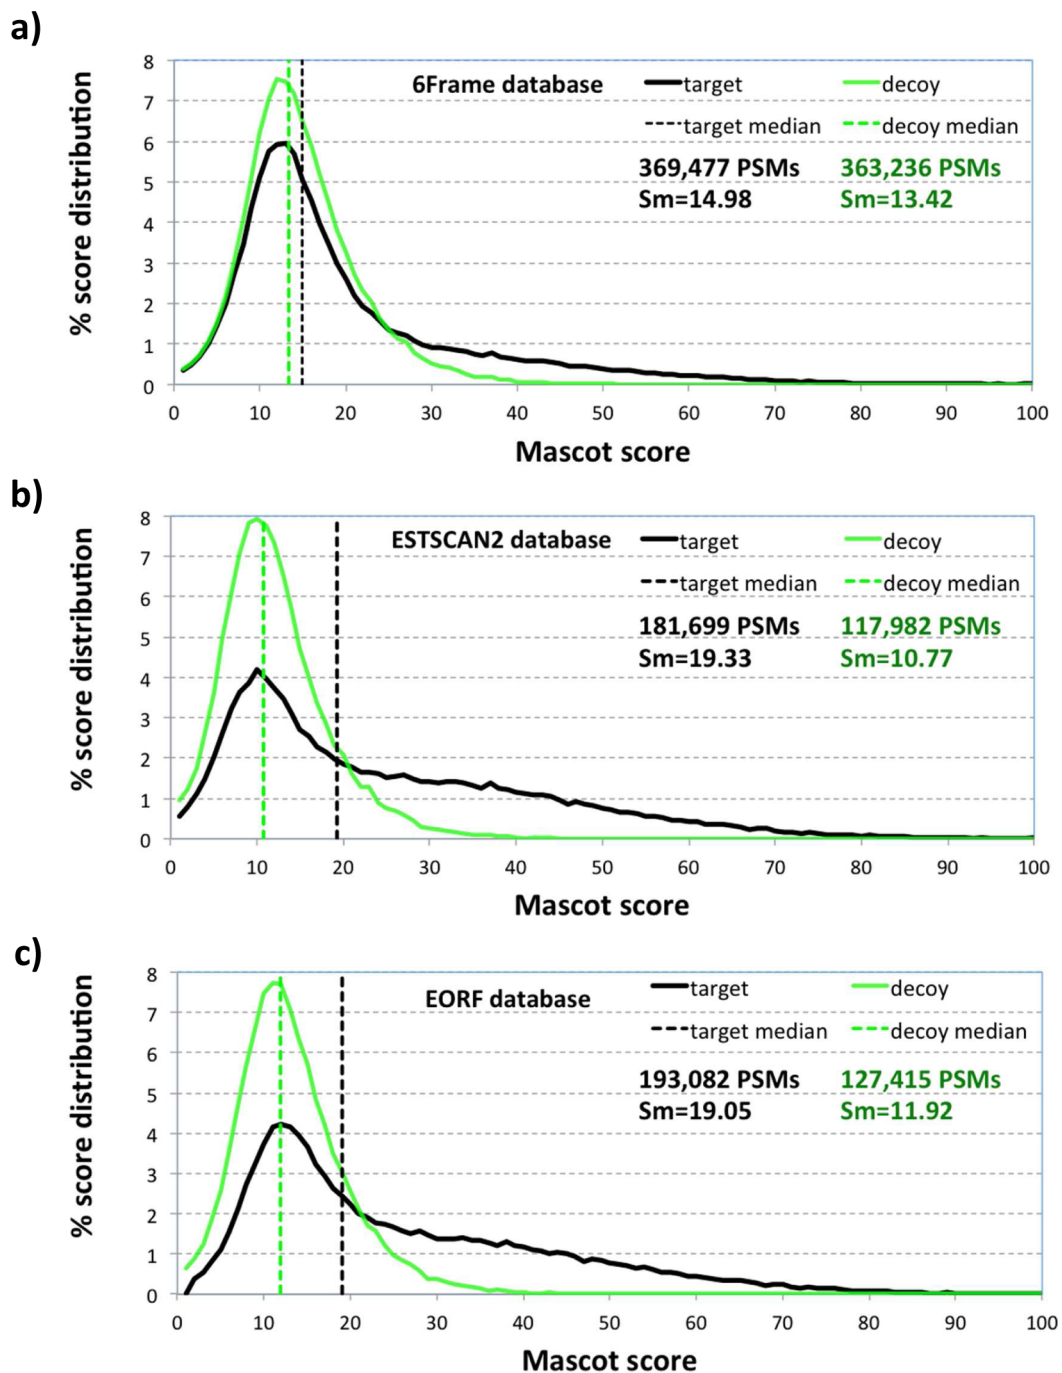 a)
8
7
6
5
4
3
2
1
0
% score distribution
6Frame database
target
decoy
target median
decoy median
369,477 PSMs
363,236 PSMs
Sm=14.98
Sm=13.42
0 10 20 30 40 50 60 70 80 90 100
Mascot score
b)
8
7
6
5
4
3
2
1
0
% score distribution
ESTSCAN2 database
target
decoy
target median
decoy median
181,699 PSMs
117,982 PSMs
Sm=19.33
Sm=10.77
0 10 20 30 40 50 60 70 80 90 100
Mascot score
c)
8
7
6
5
4
3
2
1
0
% score distribution
EORF database
target
decoy
target median
decoy median
193,082 PSMs
127,415 PSMs
Sm=19.05
Sm=11.92
0 10 20 30 40 50 60 70 80 90 100
Mascot score